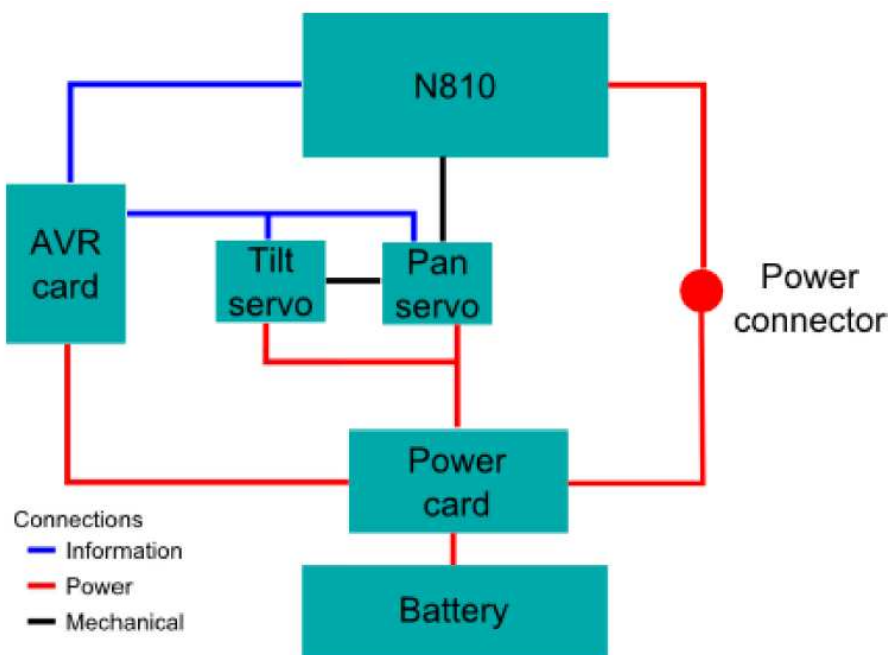 N810
AVR
card
Tilt
servo
Pan
servo
Power
connector
Power
card
Connections
Information
Power
Mechanical
Battery